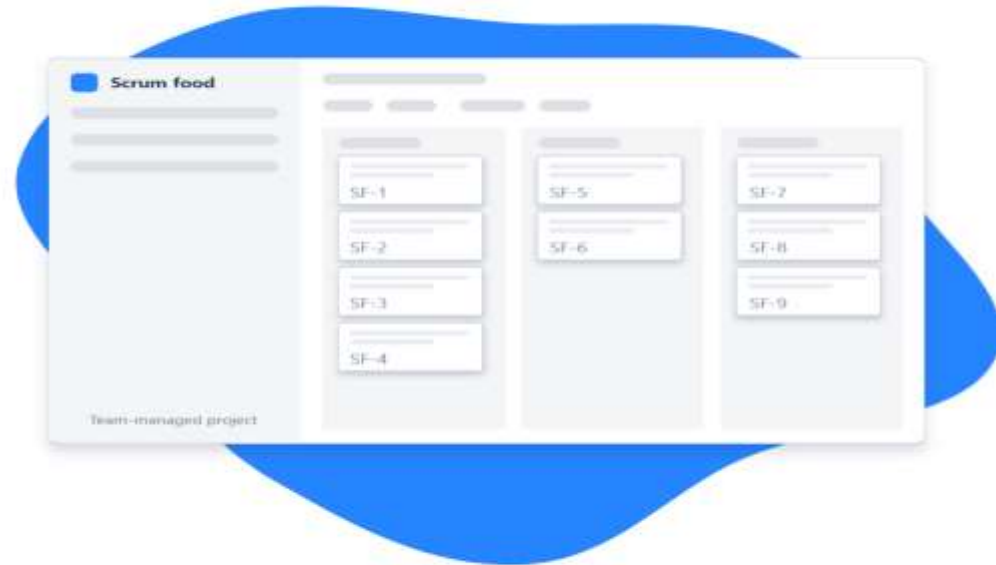 Scrum food
SF-1
SF-2
SF-3
SF-4
SF-5
SF-6
SF-7
SF-8
SF-9
Team-managed project